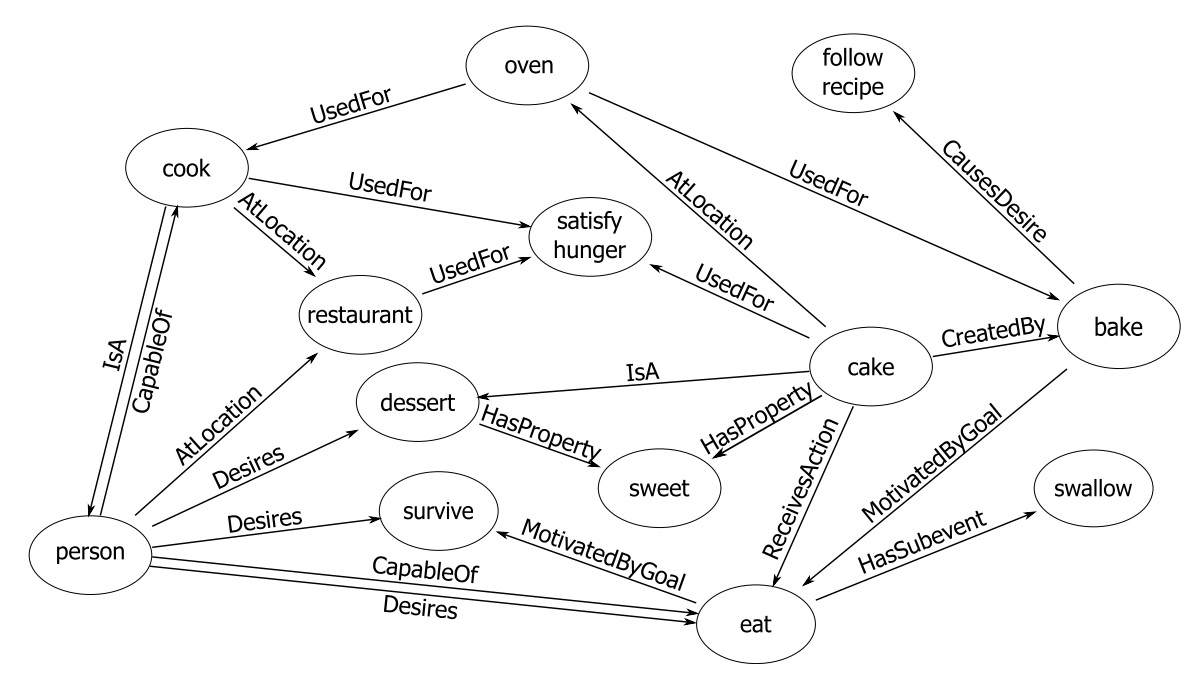 oven
follow
recipe
UsedFor
cook
UsedFor
AtLocation
UsedFor
CausesDesire
AtLocation
satisfy
hunger
UsedFor
UsedFor
restaurant
bake
CreatedBy
cake
IsA
CapableOf
IsA
dessert
HasProperty
HasProperty
AtLocation
Desires
sweet
ReceivesAction
MotivatedByGoal
swallow
survive
Desires
HasSubevent
MotivatedByGoal
person
CapableOf
Desires
eat